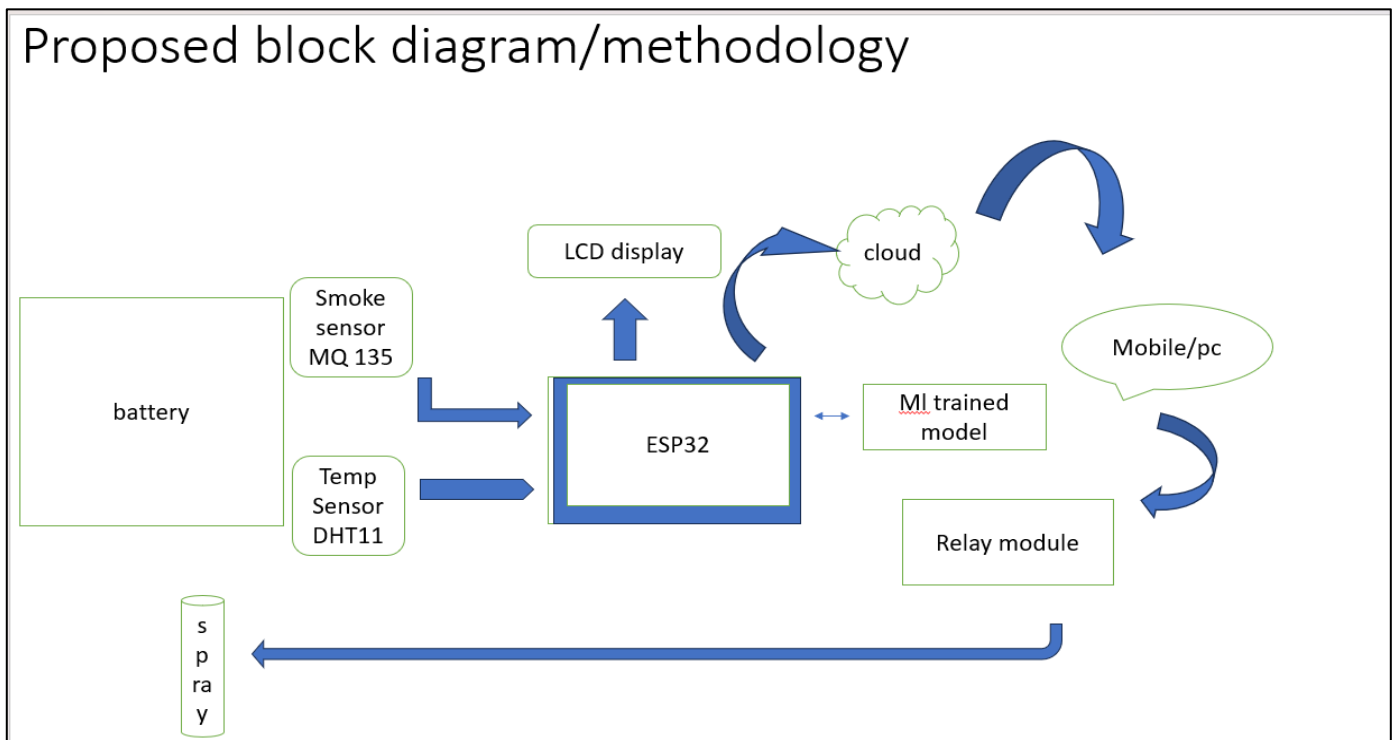 Proposed block diagram/methodology
LCD display
cloud
Smoke
sensor
MQ 135
Mobile/pc
battery
Ml trained
model
ESP32
Temp
Sensor
DHT11
Relay module
s
p
ra
y